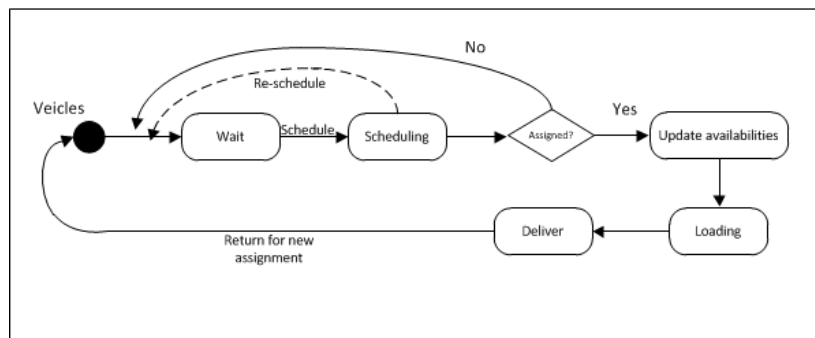 No
Re-schedule
Veicles
Yes
Wait
Schedule
Scheduling
Assigned?
Update availabilities
Deliver
Loading
Return for new
assignment